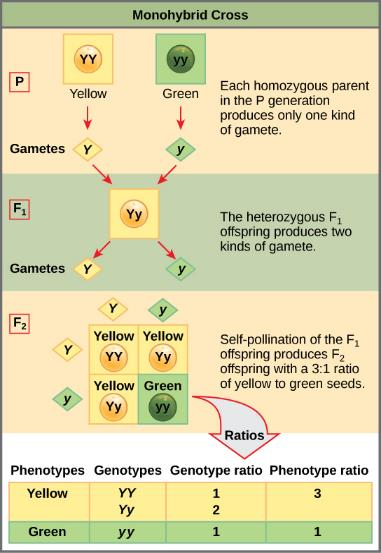 Monohybrid Cross
P
YY
yy
Yellow
Green
Each homozygous parent
in the P generation
produces only one kind
of gamete.
Gametes
Y
y
F1
Yy
The heterozygous F1
offspring produces two
kinds of gamete.
Gametes
Y
y
F2
Y
y
Y
Yellow
YY
Yellow
Yy
y
Yellow
Yy
Green
yy
Self-pollination of the F1
offspring produces F2
offspring with a 3:1 ratio
of yellow to green seeds.
Ratios
Phenotypes Genotypes Genotype ratio Phenotype ratio
Yellow YY 1 3
Yy 2
Green yy 1 1